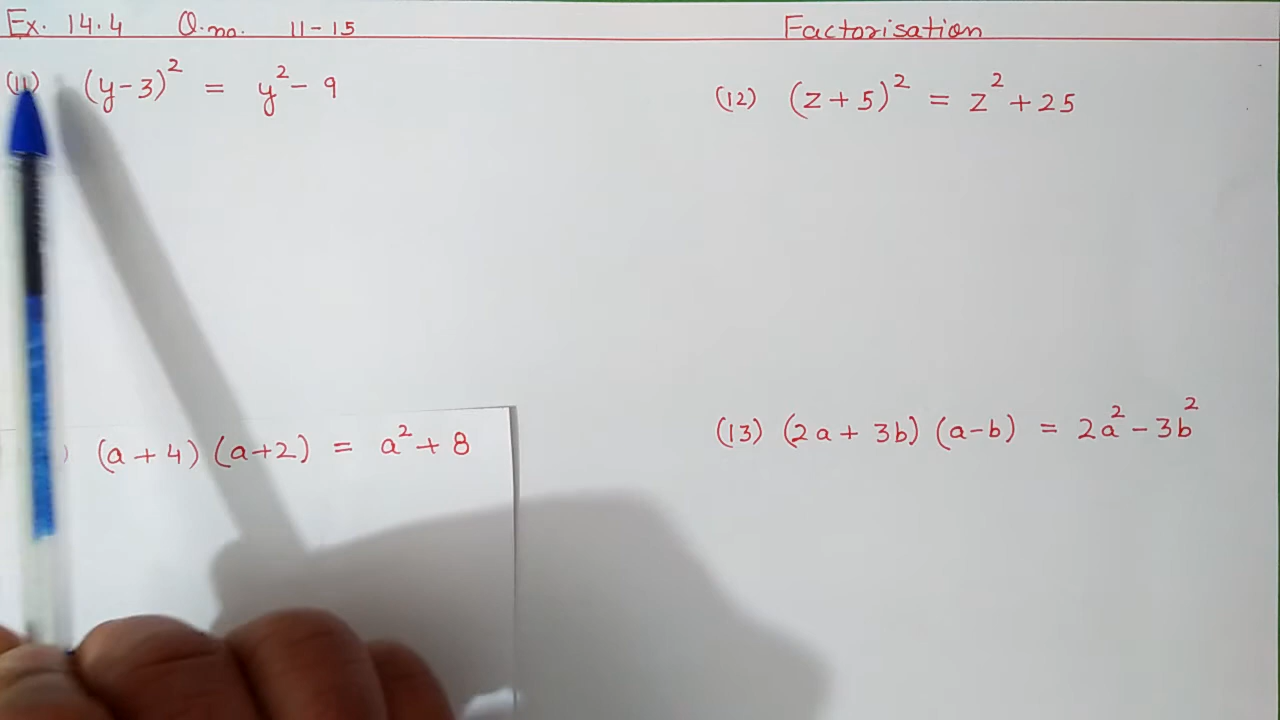 Ex. 14.4 Q.no. 11-15 Factorisation
(11) (y-3)² = y² - 9
(12) (z+5)² = z² + 25
) (a+4) (a+2) = a² + 8
(13) (2a + 3b) (a-b) = 2a² - 3b²